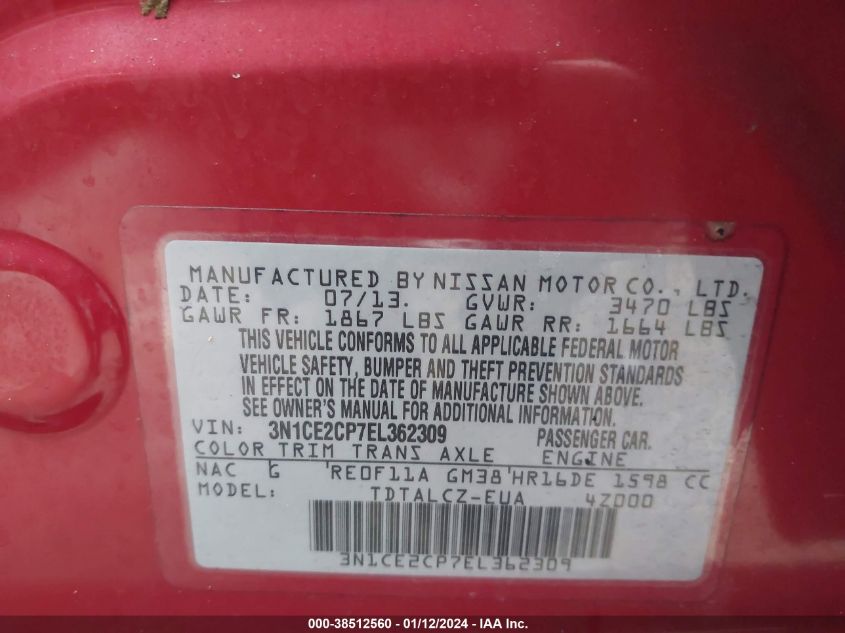 MANUFACTURED BY NISSAN MOTOR CO., LTD.
DATE: 07/13. GVWR: 3470 LBS
GAWR FR: 1867 LBS GAWR RR: 1664 LBS
THIS VEHICLE CONFORMS TO ALL APPLICABLE FEDERAL MOTOR
VEHICLE SAFETY, BUMPER AND THEFT PREVENTION STANDARDS
IN EFFECT ON THE DATE OF MANUFACTURE SHOWN ABOVE.
SEE OWNER'S MANUAL FOR ADDITIONAL INFORMATION.
VIN: 3N1CE2CP7EL362309 PASSENGER CAR.
COLOR TRIM TRANS AXLE ENGINE
NAC G RE0F11A GM38 HR16DE 1598 CC
MODEL: TDTALCZ-EUA 4Z000
3N1CE2CP7EL362309
000-38512560 - 01/12/2024 - IAA Inc.